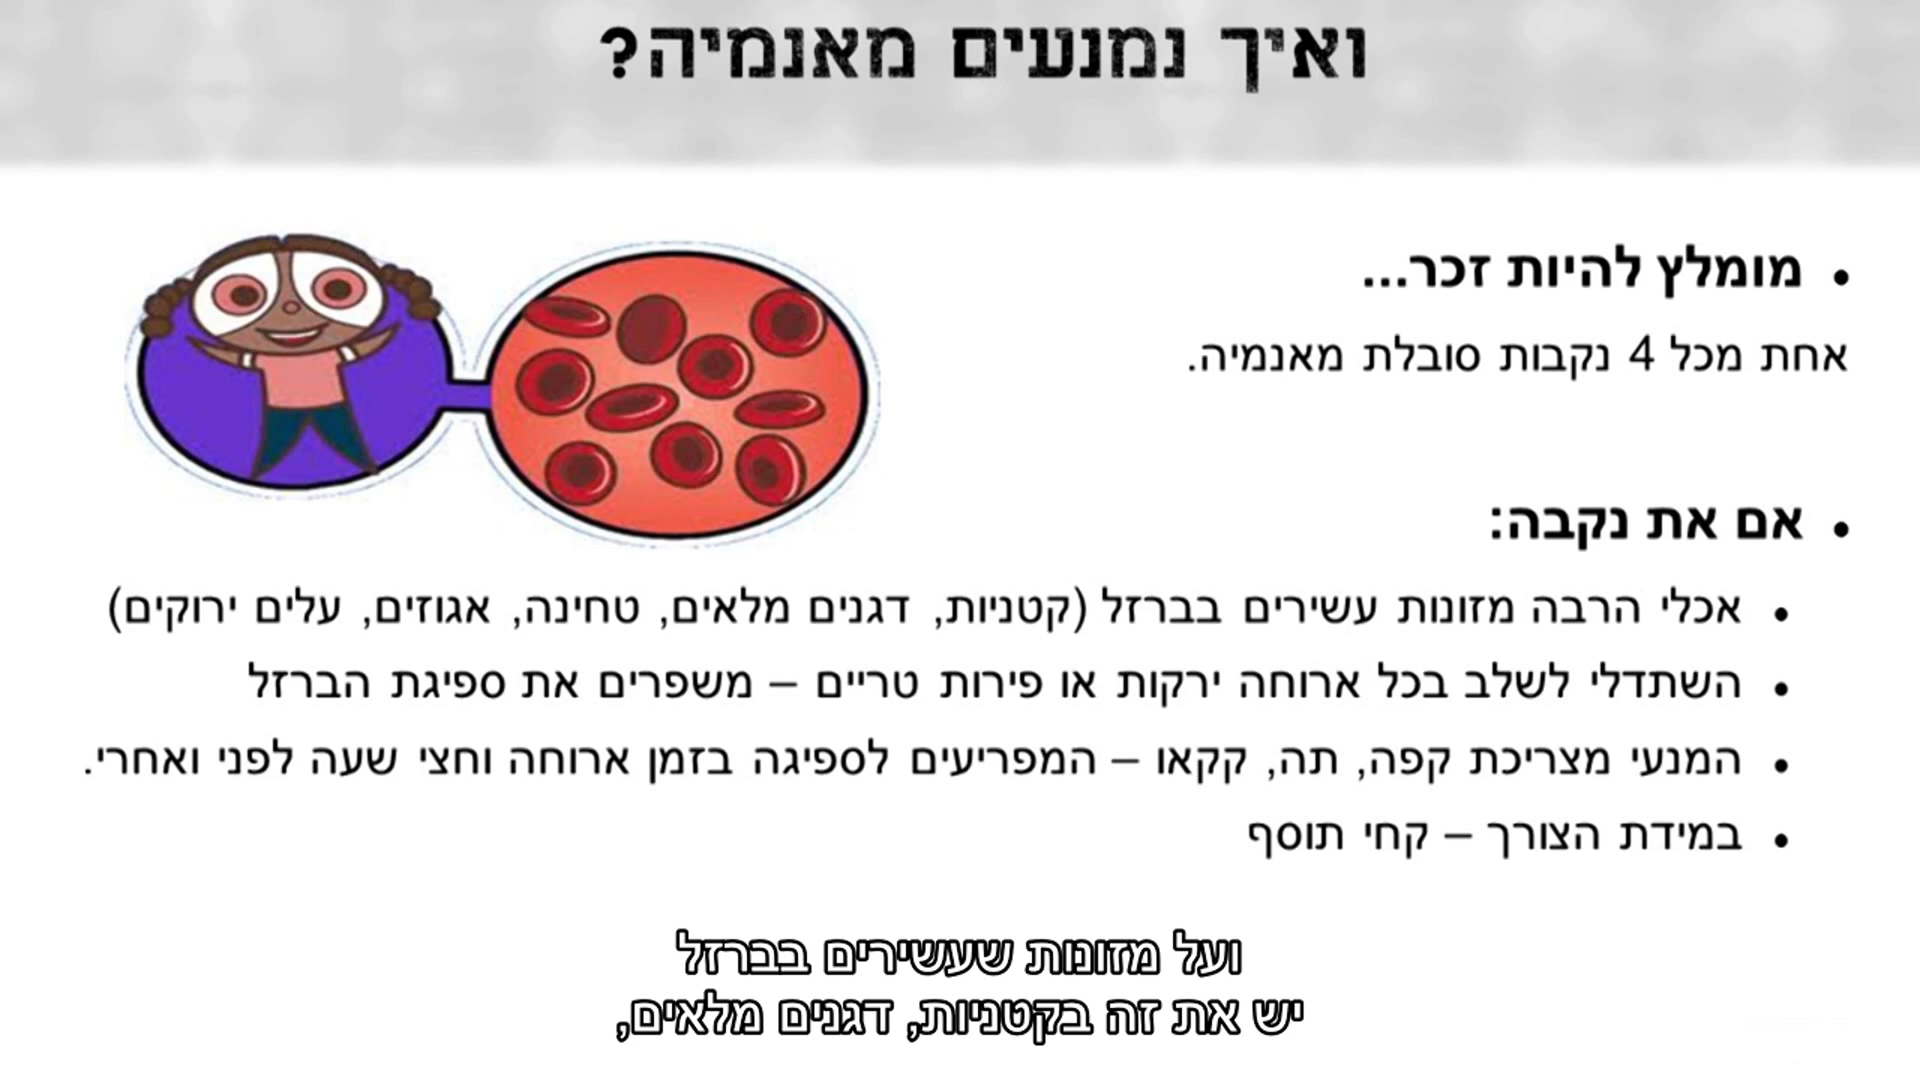 ואיך נמנעים מאנמיה?
• מומלץ להיות זכר...
אחת מכל 4 נקבות סובלת מאנמיה.
• אם את נקבה:
• אכלי הרבה מזונות עשירים בברזל (קטניות, דגנים מלאים, טחינה, אגוזים, עלים ירוקים)
• השתדלי לשלב בכל ארוחה ירקות או פירות טריים – משפרים את ספיגת הברזל
• המנעי מצריכת קפה, תה, קקאו – המפריעים לספיגה בזמן ארוחה וחצי שעה לפני ואחרי.
• במידת הצורך – קחי תוסף
ועל מזונות שעשירים בברזל
יש את זה בקטניות, דגנים מלאים,